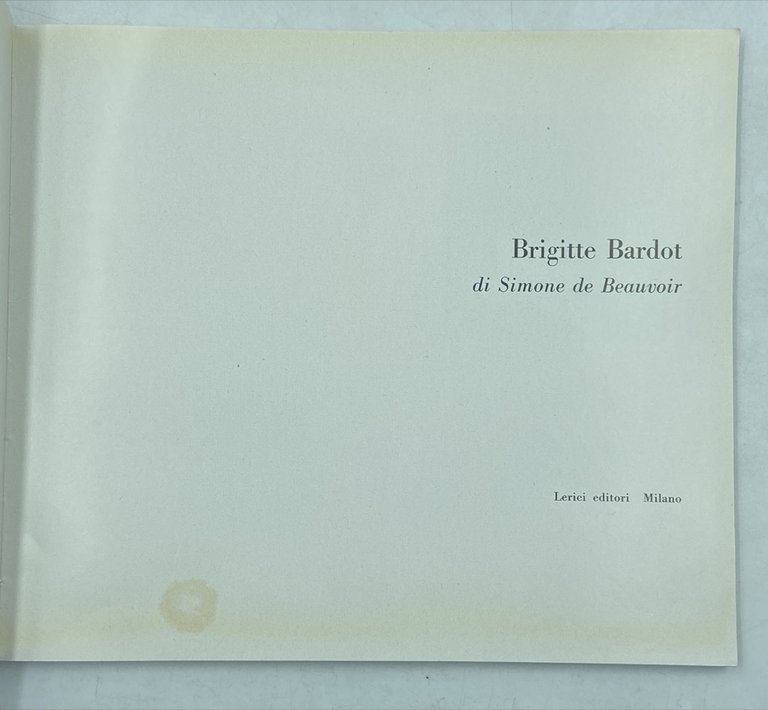 Brigitte Bardot
di Simone de Beauvoir
Lerici editori Milano